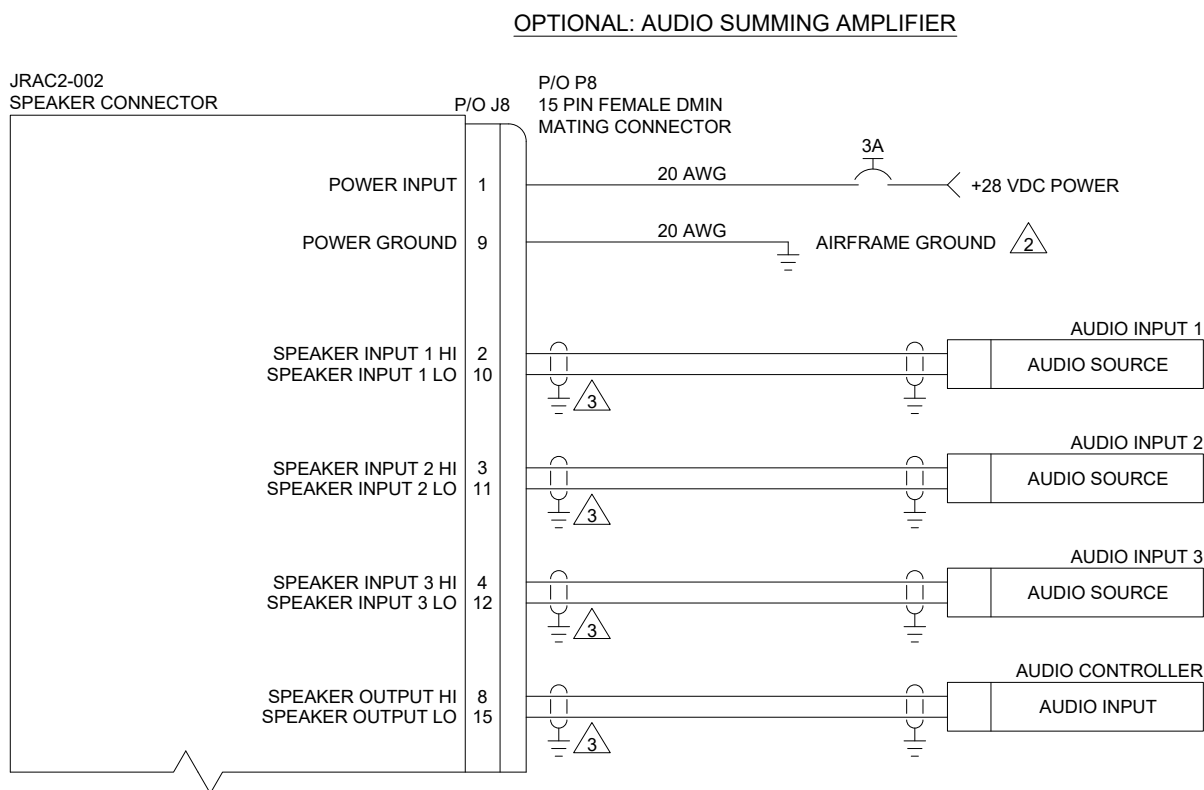 OPTIONAL: AUDIO SUMMING AMPLIFIER
JRAC2-002
SPEAKER CONNECTOR
P/O J8
P/O P8
15 PIN FEMALE DMIN
MATING CONNECTOR
POWER INPUT 1
20 AWG
3A
+28 VDC POWER
POWER GROUND 9
20 AWG
AIRFRAME GROUND 2
AUDIO INPUT 1
SPEAKER INPUT 1 HI 2
SPEAKER INPUT 1 LO 10
AUDIO SOURCE
3
AUDIO INPUT 2
SPEAKER INPUT 2 HI 3
SPEAKER INPUT 2 LO 11
AUDIO SOURCE
3
AUDIO INPUT 3
SPEAKER INPUT 3 HI 4
SPEAKER INPUT 3 LO 12
AUDIO SOURCE
3
AUDIO CONTROLLER
SPEAKER OUTPUT HI 8
SPEAKER OUTPUT LO 15
AUDIO INPUT
3